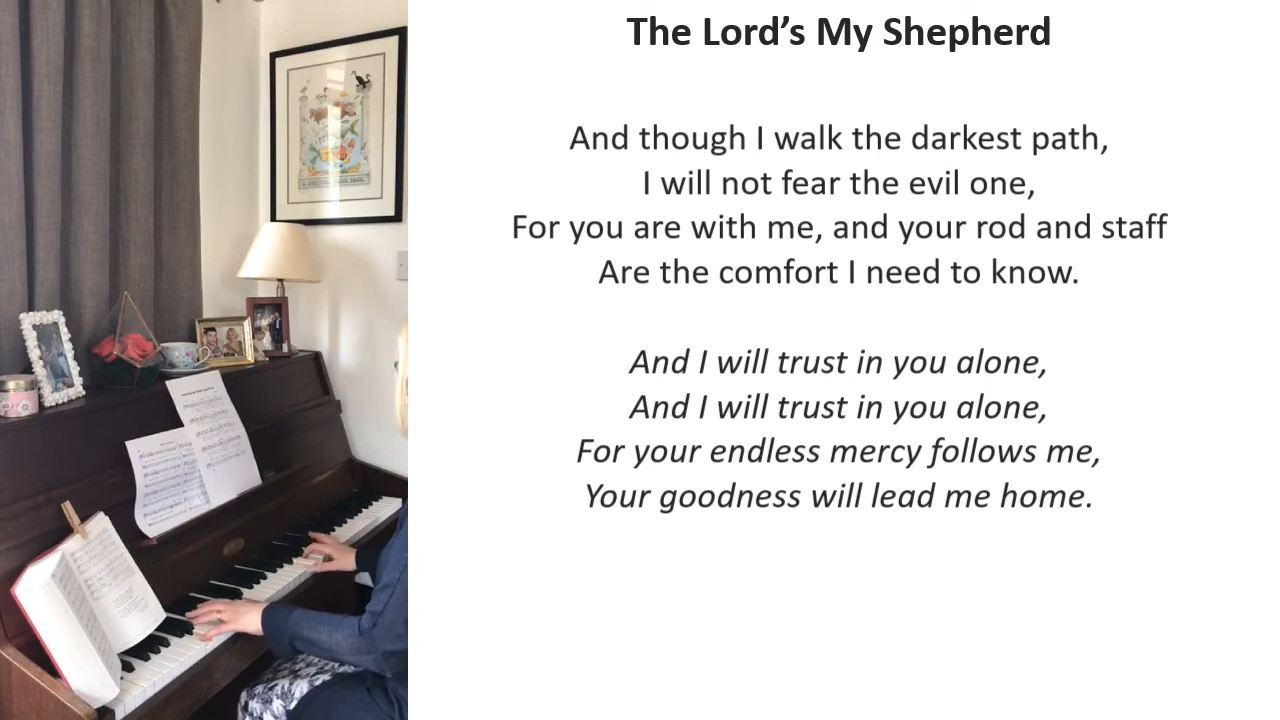 The Lord’s My Shepherd
And though I walk the darkest path,
I will not fear the evil one,
For you are with me, and your rod and staff
Are the comfort I need to know.
And I will trust in you alone,
And I will trust in you alone,
For your endless mercy follows me,
Your goodness will lead me home.